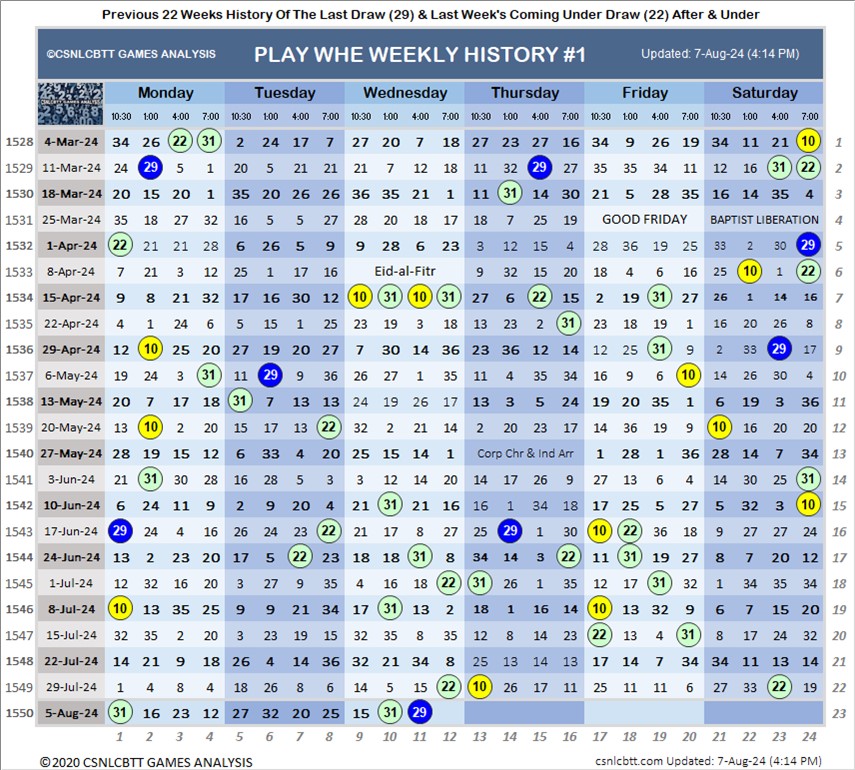 Previous 22 Weeks History Of The Last Draw (29) & Last Week's Coming Under Draw (22) After & Under
©CSNLCBTT GAMES ANALYSIS PLAY WHE WEEKLY HISTORY #1 Updated: 7-Aug-24 (4:14 PM)
Monday Tuesday Wednesday Thursday Friday Saturday
CSNLCBTT GAMES ANALYSIS 10:30 1:00 4:00 7:00 10:30 1:00 4:00 7:00 10:30 1:00 4:00 7:00 10:30 1:00 4:00 7:00 10:30 1:00 4:00 7:00 10:30 1:00 4:00 7:00
1528 4-Mar-24 34 26 22 31 2 24 17 7 27 20 7 18 27 23 27 16 34 9 26 19 34 11 21 10 1
1529 11-Mar-24 24 29 5 1 20 5 21 21 21 7 12 18 11 32 29 15 35 35 34 11 12 16 31 22 2
1530 18-Mar-24 20 15 20 1 35 20 26 26 36 35 21 1 11 31 14 30 21 5 28 35 16 14 35 4 3
1531 25-Mar-24 35 18 27 32 16 5 5 27 28 20 18 17 18 7 25 19 GOOD FRIDAY BAPTIST LIBERATION 4
1532 1-Apr-24 22 21 21 28 6 26 5 9 9 28 6 23 3 12 15 4 28 36 19 25 33 2 30 29 5
1533 8-Apr-24 7 21 3 12 25 1 17 16 Eid-al-Fitr 9 32 15 20 18 4 6 16 25 10 1 22 6
1534 15-Apr-24 9 8 21 32 17 16 30 12 10 31 10 31 27 6 22 15 2 19 31 27 26 1 14 16 7
1535 22-Apr-24 4 1 24 6 5 15 1 25 23 19 3 18 13 23 2 31 23 18 19 1 16 20 26 8 8
1536 29-Apr-24 12 10 25 20 27 19 20 27 7 30 14 36 23 36 12 14 12 25 31 9 2 33 29 17 9
1537 6-May-24 19 24 3 31 11 29 9 36 26 27 1 35 11 4 35 34 16 9 6 10 14 26 30 4 10
1538 13-May-24 20 7 17 18 31 7 13 13 24 19 26 17 13 3 5 24 19 20 35 1 6 19 3 36 11
1539 20-May-24 13 10 2 20 15 17 13 22 32 2 21 14 2 20 23 17 14 36 19 9 10 16 20 20 12
1540 27-May-24 28 19 15 12 6 33 4 20 35 25 14 1 Corp Chr & Ind Arr 1 28 1 36 28 14 7 34 13
1541 3-Jun-24 21 31 30 28 16 28 5 3 3 12 14 20 14 17 26 9 27 13 6 4 14 30 25 31 14
1542 10-Jun-24 6 24 11 9 2 9 20 4 9 31 21 16 16 1 34 18 17 25 5 27 5 32 3 10 15
1543 17-Jun-24 29 24 4 16 26 24 23 22 21 17 8 27 25 29 1 30 10 22 36 18 9 27 27 24 16
1544 24-Jun-24 13 2 23 20 17 5 22 23 18 18 31 8 34 14 3 22 11 31 19 27 8 7 20 12 17
1545 1-Jul-24 12 32 16 20 3 27 9 35 4 16 18 22 31 26 1 35 12 17 31 32 1 34 35 34 18
1546 8-Jul-24 10 13 35 25 9 9 21 34 17 31 13 2 18 1 16 14 10 13 32 9 6 7 15 20 19
1547 15-Jul-24 32 35 2 20 3 23 19 15 32 35 8 35 12 8 14 23 22 13 4 31 8 17 24 32 20
1548 22-Jul-24 14 21 9 18 26 4 14 36 32 21 34 8 25 13 14 13 17 14 7 34 34 11 13 14 21
1549 29-Jul-24 1 4 8 4 18 26 8 6 14 5 15 22 10 26 17 11 25 11 11 6 27 33 22 19 22
1550 5-Aug-24 31 16 23 12 27 32 20 25 15 31 29 23
1 2 3 4 5 6 7 8 9 10 11 12 13 14 15 16 17 18 19 20 21 22 23 24
©2020 CSNLCBTT GAMES ANALYSIS csnlcbtt.com Updated: 7-Aug-24 (4:14 PM)